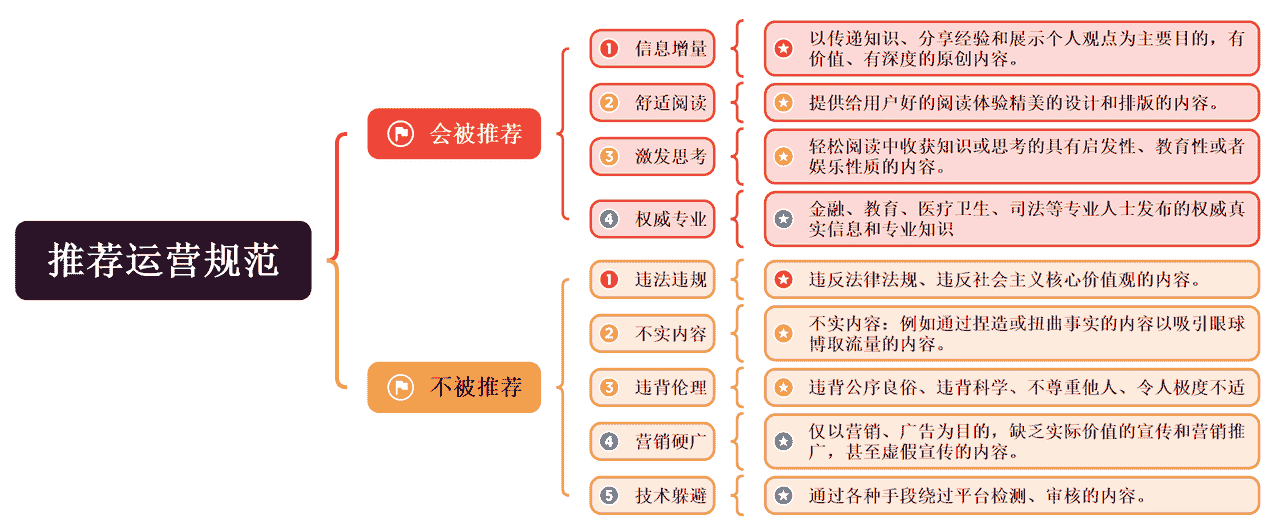 推荐运营规范
会被推荐
1 信息增量
以传递知识、分享经验和展示个人观点为主要目的，有
价值、有深度的原创内容。
2 舒适阅读
提供给用户好的阅读体验精美的设计和排版的内容。
3 激发思考
轻松阅读中收获知识或思考的具有启发性、教育性或者
娱乐性质的内容。
4 权威专业
金融、教育、医疗卫生、司法等专业人士发布的权威真
实信息和专业知识
不被推荐
1 违法违规
违反法律法规、违反社会主义核心价值观的内容。
2 不实内容
不实内容：例如通过捏造或扭曲事实的内容以吸引眼球
博取流量的内容。
3 违背伦理
违背公序良俗、违背科学、不尊重他人、令人极度不适
4 营销硬广
仅以营销、广告为目的，缺乏实际价值的宣传和营销推
广，甚至虚假宣传的内容。
5 技术躲避
通过各种手段绕过平台检测、审核的内容。